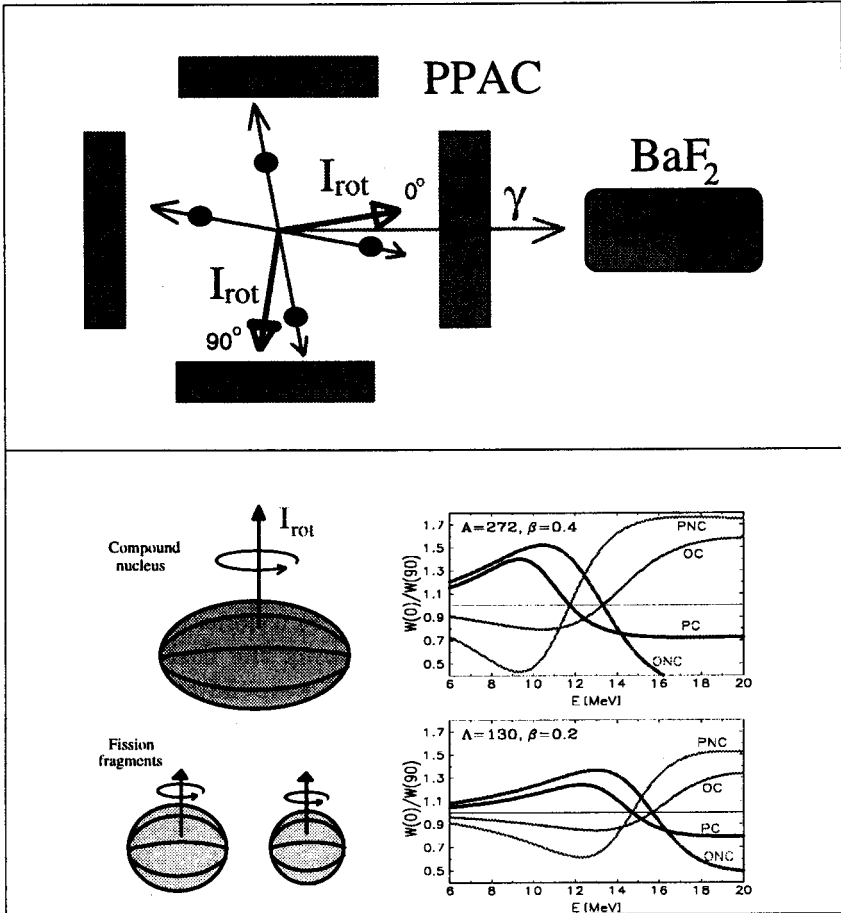 PPAC
BaF2
Irot
0°
γ
Irot
90°
Irot
Compound
nucleus
Fission
fragments
A=272, β=0.4
W(0)/W(90)
1.7
1.5
1.3
1.1
0.9
0.7
0.5
PNC
OC
PC
ONC
6 8 10 12 14 16 18 20
E [MeV]
A=130, β=0.2
W(0)/W(90)
1.7
1.5
1.3
1.1
0.9
0.7
0.5
PNC
OC
PC
ONC
6 8 10 12 14 16 18 20
E [MeV]